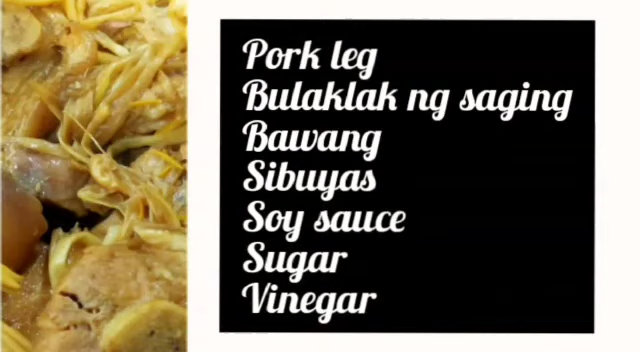 Pork leg
Bulaklak ng saging
Bawang
Sibuyas
Soy sauce
Sugar
Vinegar